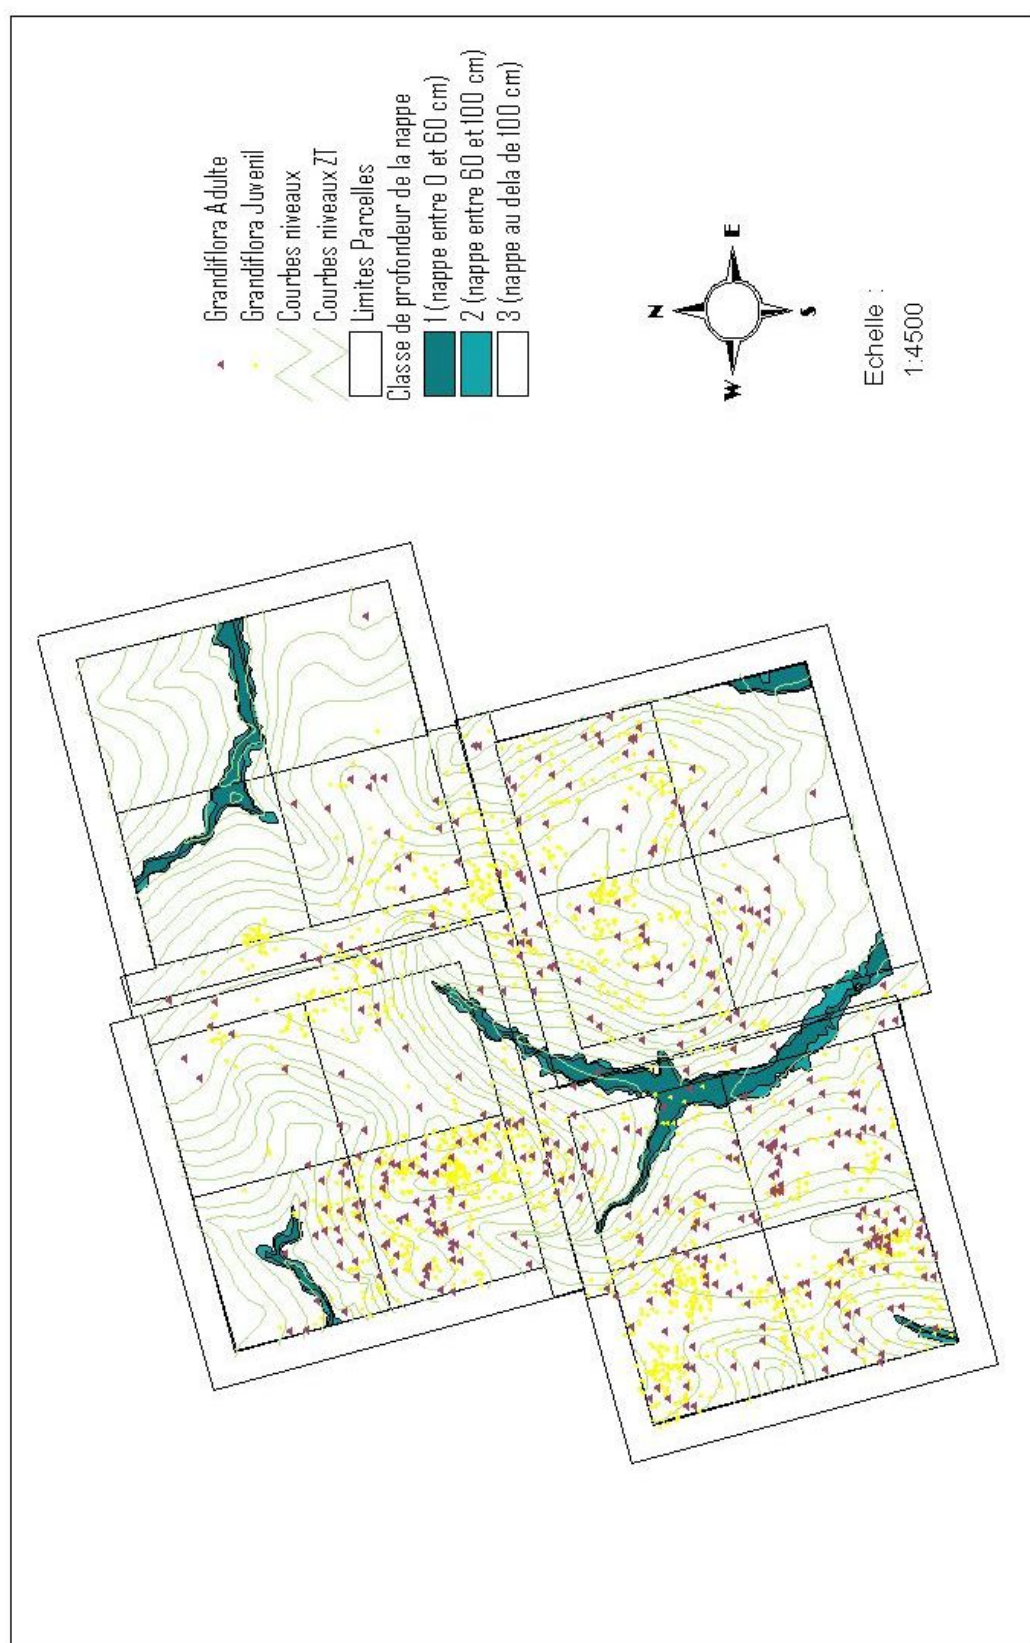 Grandiflora Adulte
Grandiflora Juvenil
Courbes niveaux
Courbes niveaux ZT
Limites Parcelles
Classe de profondeur de la nappe
1 (nappe entre 0 et 60 cm)
2 (nappe entre 60 et 100 cm)
3 (nappe au dela de 100 cm)
N
W
E
S
Echelle :
1:4500